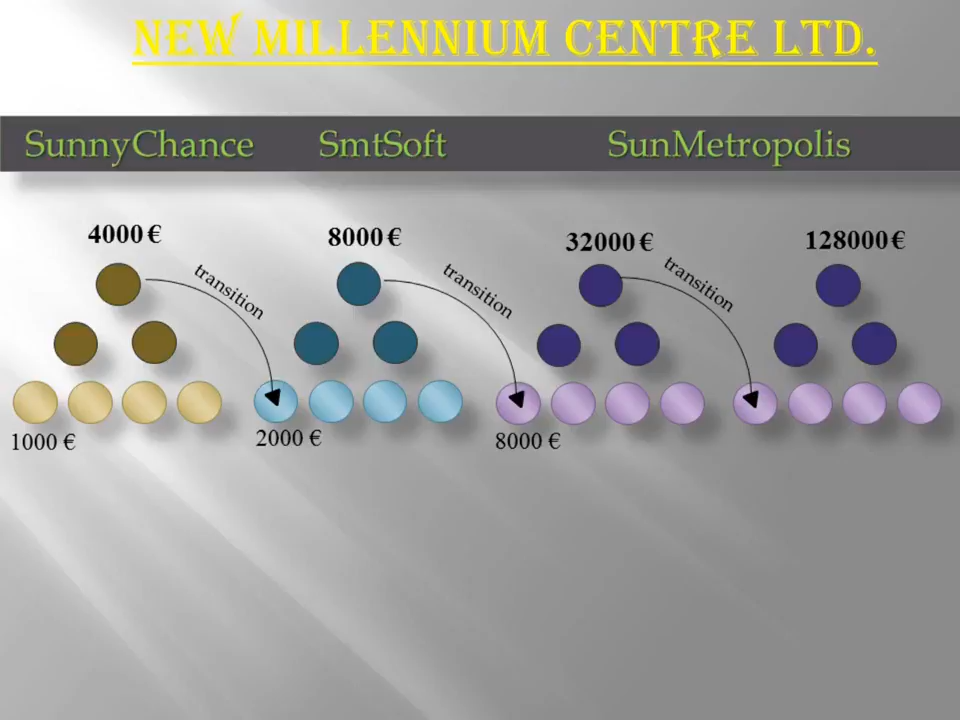 NEW MILLENNIUM CENTRE LTD.
SunnyChance SmtSoft SunMetropolis
4000 € 8000 € 32000 € 128000 €
transition transition transition
1000 € 2000 € 8000 €